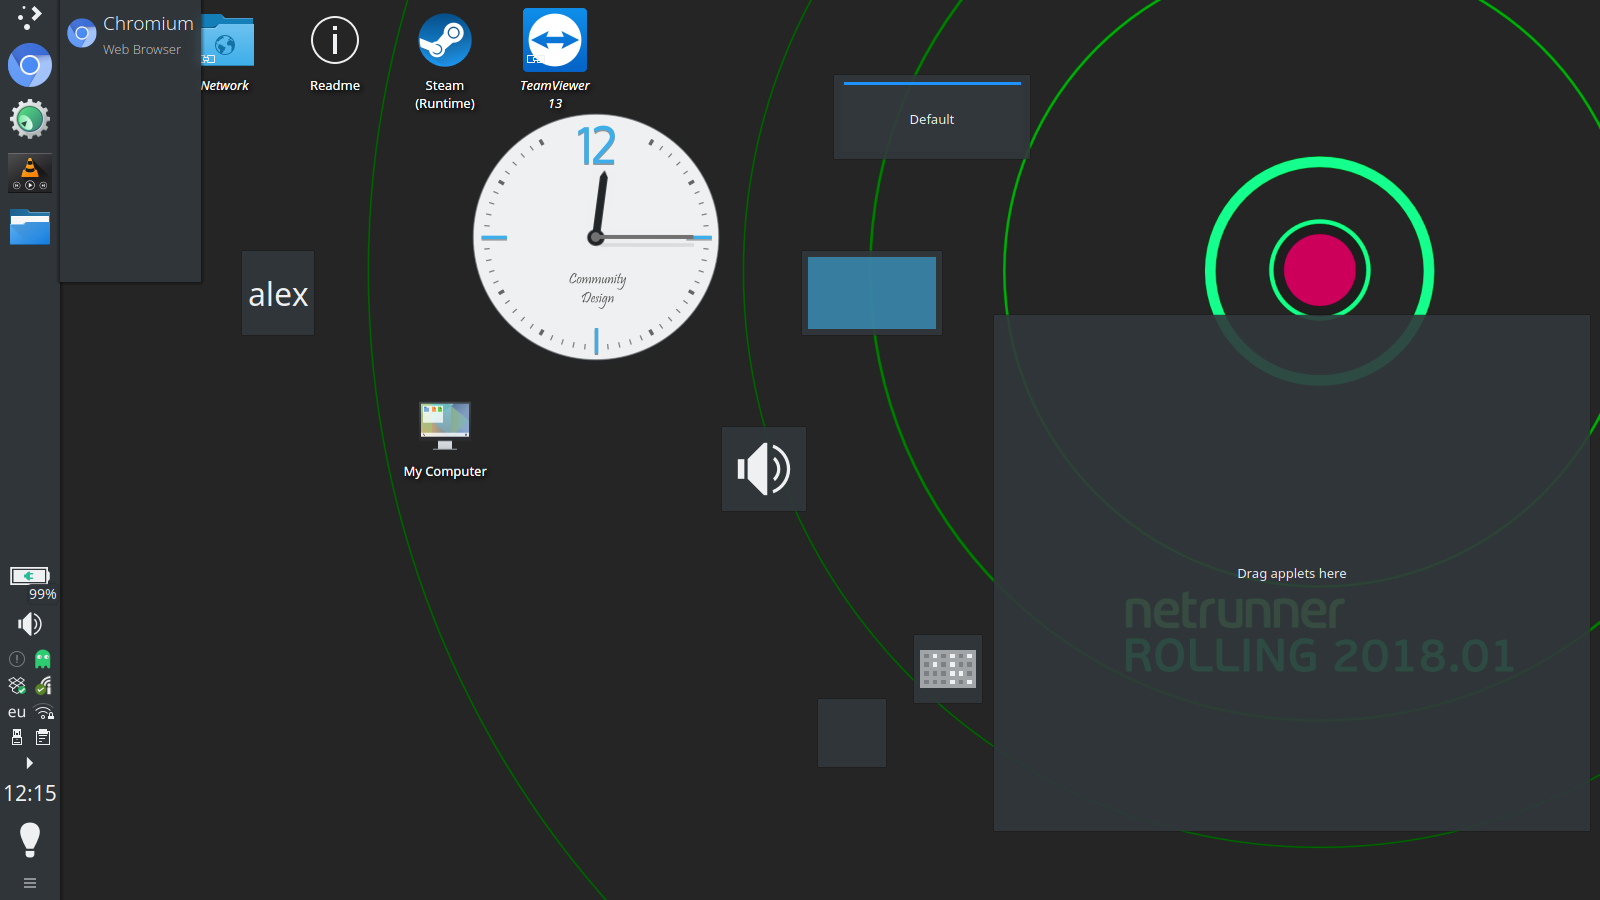 Chromium
Web Browser
Network
Readme
Steam
(Runtime)
TeamViewer
13
Default
12
Community
Design
alex
My Computer
Drag applets here
netrunner
ROLLING 2018.01
99%
eu
12:15